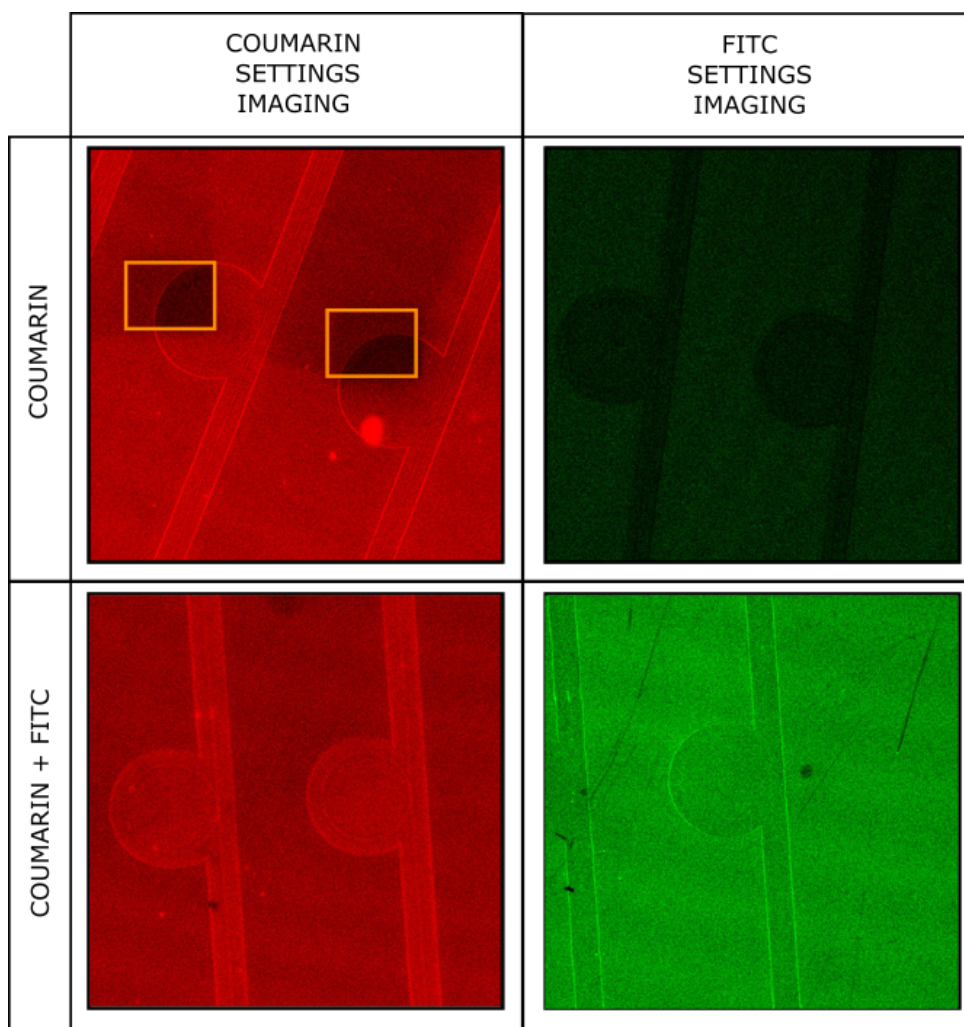 COUMARIN
SETTINGS
IMAGING
FITC
SETTINGS
IMAGING
COUMARIN
COUMARIN + FITC